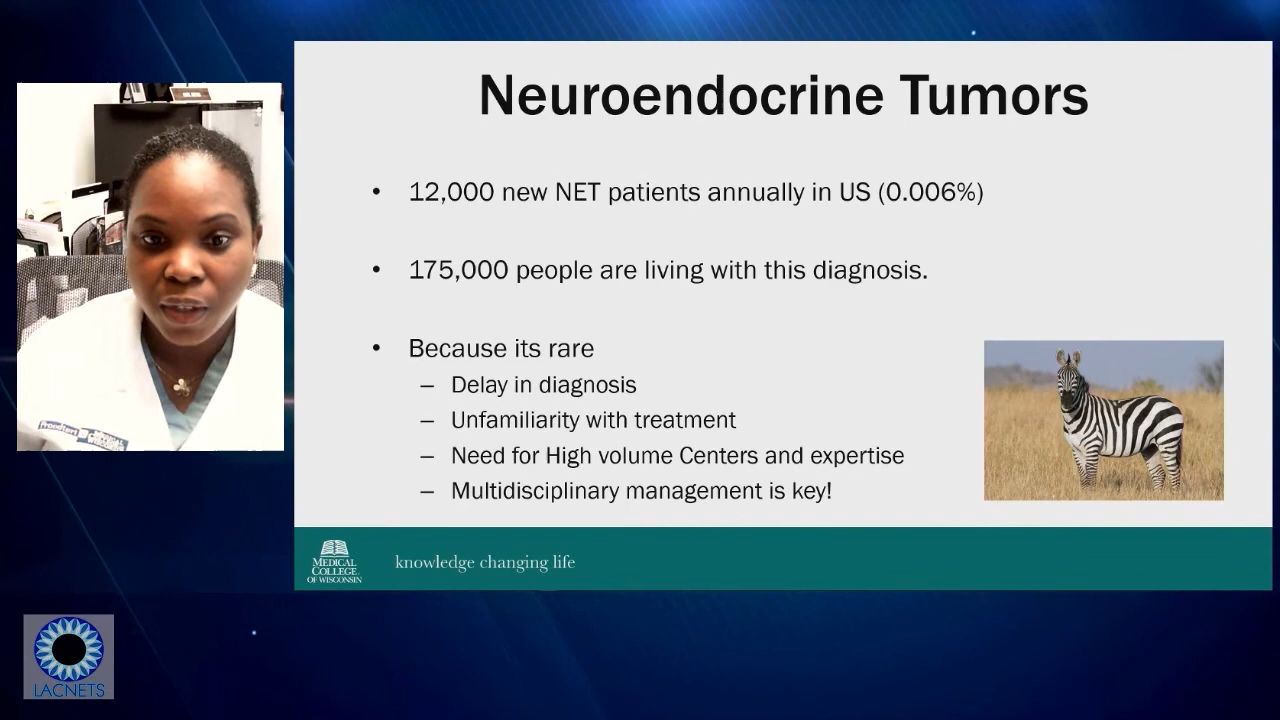 Neuroendocrine Tumors
• 12,000 new NET patients annually in US (0.006%)
• 175,000 people are living with this diagnosis.
• Because its rare
– Delay in diagnosis
– Unfamiliarity with treatment
– Need for High volume Centers and expertise
– Multidisciplinary management is key!
MEDICAL
COLLEGE
OF WISCONSIN
knowledge changing life
LACNETS